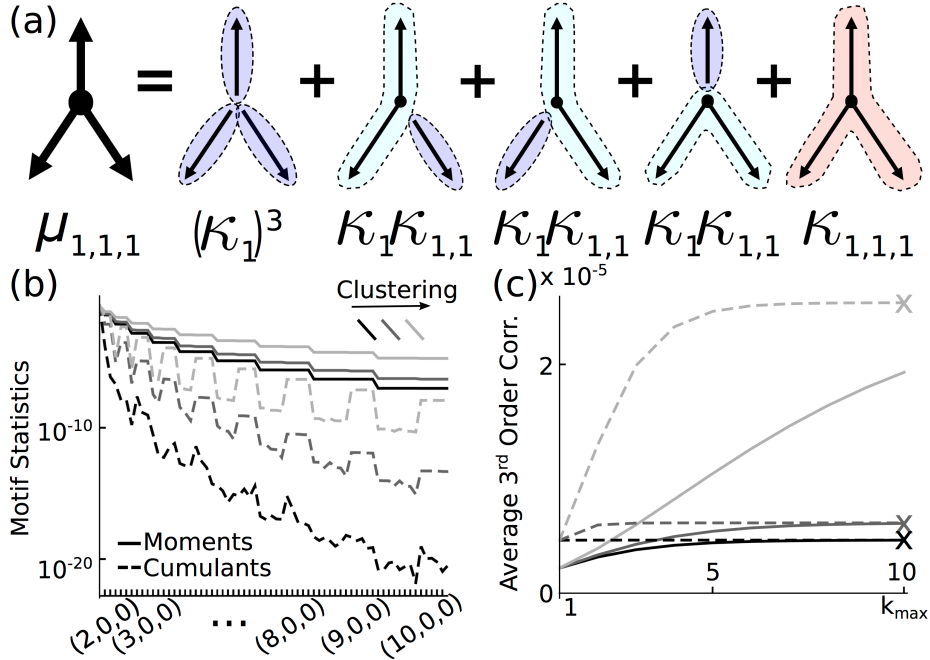 (a)
= + + + +
μ1,1,1 (κ1)3 κ1κ1,1 κ1κ1,1 κ1κ1,1 κ1,1,1
(b)
Clustering
Motif Statistics
10-10
10-20
Moments
Cumulants
(2,0,0) (3,0,0) ... (8,0,0) (9,0,0) (10,0,0)
(c)
x 10-5
Average 3rd Order Corr.
2
0
X
X
X
1 5 10
kmax